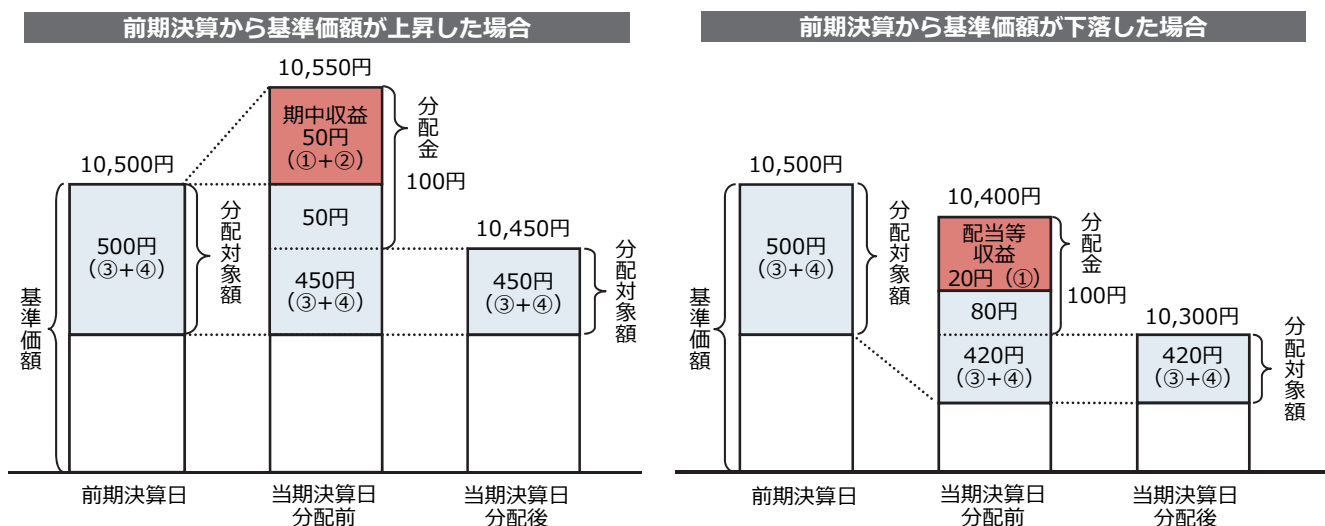 前期決算から基準価額が上昇した場合
10,550円
期中収益
50円
(①+②)
分配金
100円
10,500円
500円
(③+④)
分配対象額
50円
450円
(③+④)
10,450円
450円
(③+④)
分配対象額
基準価額
前期決算日
当期決算日
分配前
当期決算日
分配後
前期決算から基準価額が下落した場合
10,500円
500円
(③+④)
分配対象額
10,400円
配当等
収益
20円(①)
分配金
100円
80円
420円
(③+④)
10,300円
420円
(③+④)
分配対象額
基準価額
前期決算日
当期決算日
分配前
当期決算日
分配後